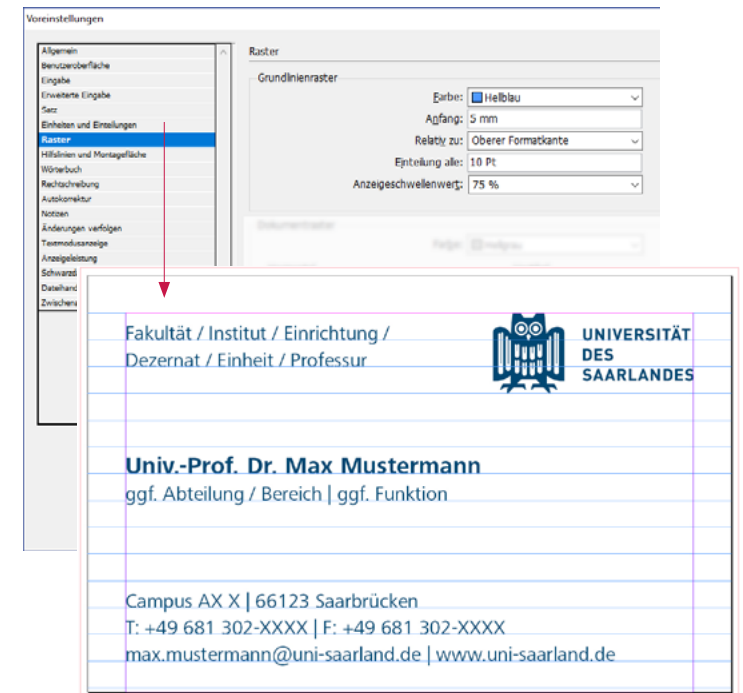 Voreinstellungen
Allgemein
Benutzeroberfläche
Eingabe
Erweiterte Eingabe
Satz
Einheiten und Einteilungen
Raster
Hilfslinien und Montagefläche
Wörterbuch
Rechtschreibung
Autokorrektur
Notizen
Änderungen verfolgen
Textmodusanzeige
Anzeigeleistung
Raster
Grundlinienraster
Farbe: Hellblau
Anfang: 5 mm
Relativ zu: Oberer Formatkante
Einteilung alle: 10 Pt
Anzeigeschwellenwert: 75 %
Dokumentraster
Farbe: Hellgrau
Fakultät / Institut / Einrichtung /
Dezernat / Einheit / Professur
UNIVERSITÄT
DES
SAARLANDES
Univ.-Prof. Dr. Max Mustermann
ggf. Abteilung / Bereich | ggf. Funktion
Campus AX X | 66123 Saarbrücken
T: +49 681 302-XXXX | F: +49 681 302-XXXX
max.mustermann@uni-saarland.de | www.uni-saarland.de